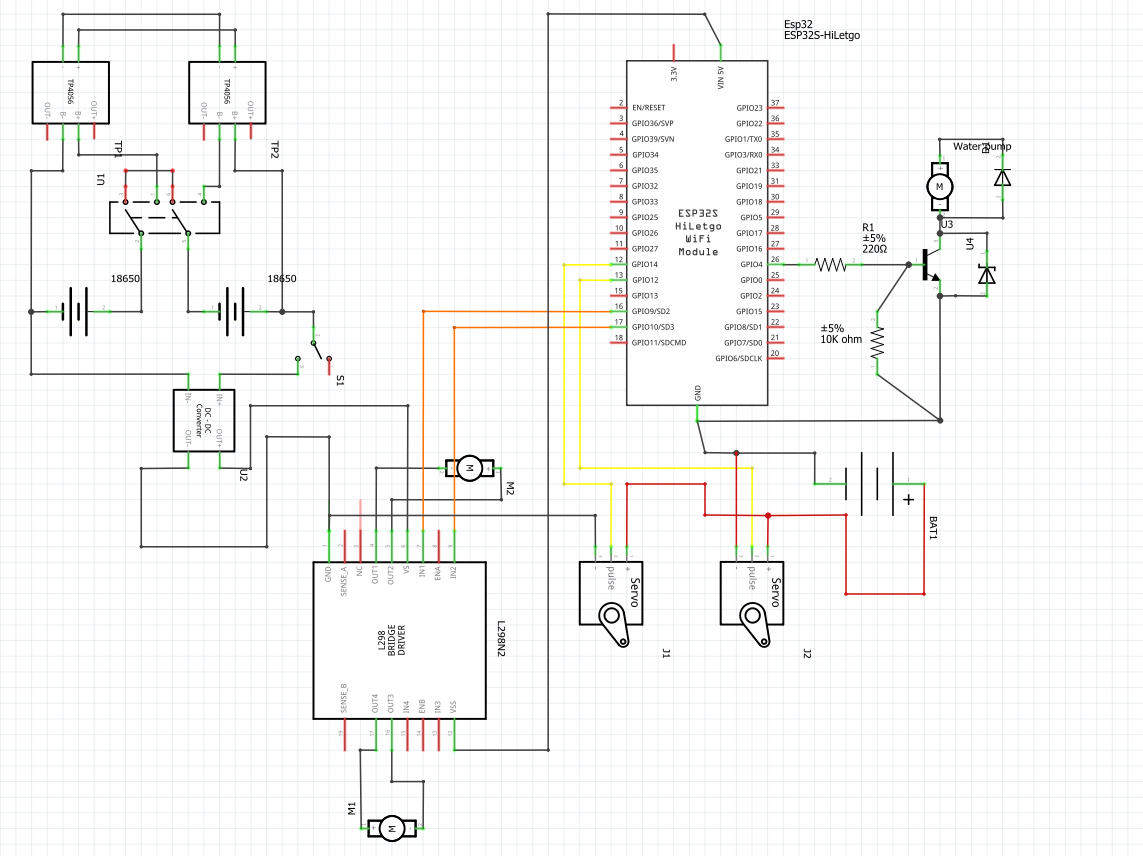 Esp32
ESP32S-HiLetgo
TP4056
-
+
OUT-
B-
B+
OUT+
TP1
TP4056
-
+
OUT-
B-
B+
OUT+
TP2
U1
18650
18650
S1
IN-
IN+
DC - DC
Converter
OUT-
OUT+
U2
3.3V
VIN 5V
2 EN/RESET
3 GPIO36/SVP
4 GPIO39/SVN
5 GPIO34
6 GPIO35
7 GPIO32
8 GPIO33
9 GPIO25
10 GPIO26
11 GPIO27
12 GPIO14
13 GPIO12
15 GPIO13
16 GPIO9/SD2
17 GPIO10/SD3
18 GPIO11/SDCMD
ESP32S
HiLetgo
WiFi
Module
GPIO23 37
GPIO22 36
GPIO1/TX0 35
GPIO3/RX0 34
GPIO21 33
GPIO19 31
GPIO18 30
GPIO5 29
GPIO17 28
GPIO16 27
GPIO4 26
GPIO0 25
GPIO2 24
GPIO15 23
GPIO8/SD1 22
GPIO7/SD0 21
GPIO6/SDCLK 20
GND
Water pump
M
U3
U4
R1
±5%
220Ω
±5%
10K ohm
M
M2
BAT1
+
GND
SENSE_A
NC
OUT1
OUT2
VS
IN1
ENA
IN2
L298
BRIDGE
DRIVER
L298N2
SENSE_B
OUT4
OUT3
IN4
ENB
IN3
VSS
-
pulse
+
Servo
J1
-
pulse
+
Servo
J2
M1
M